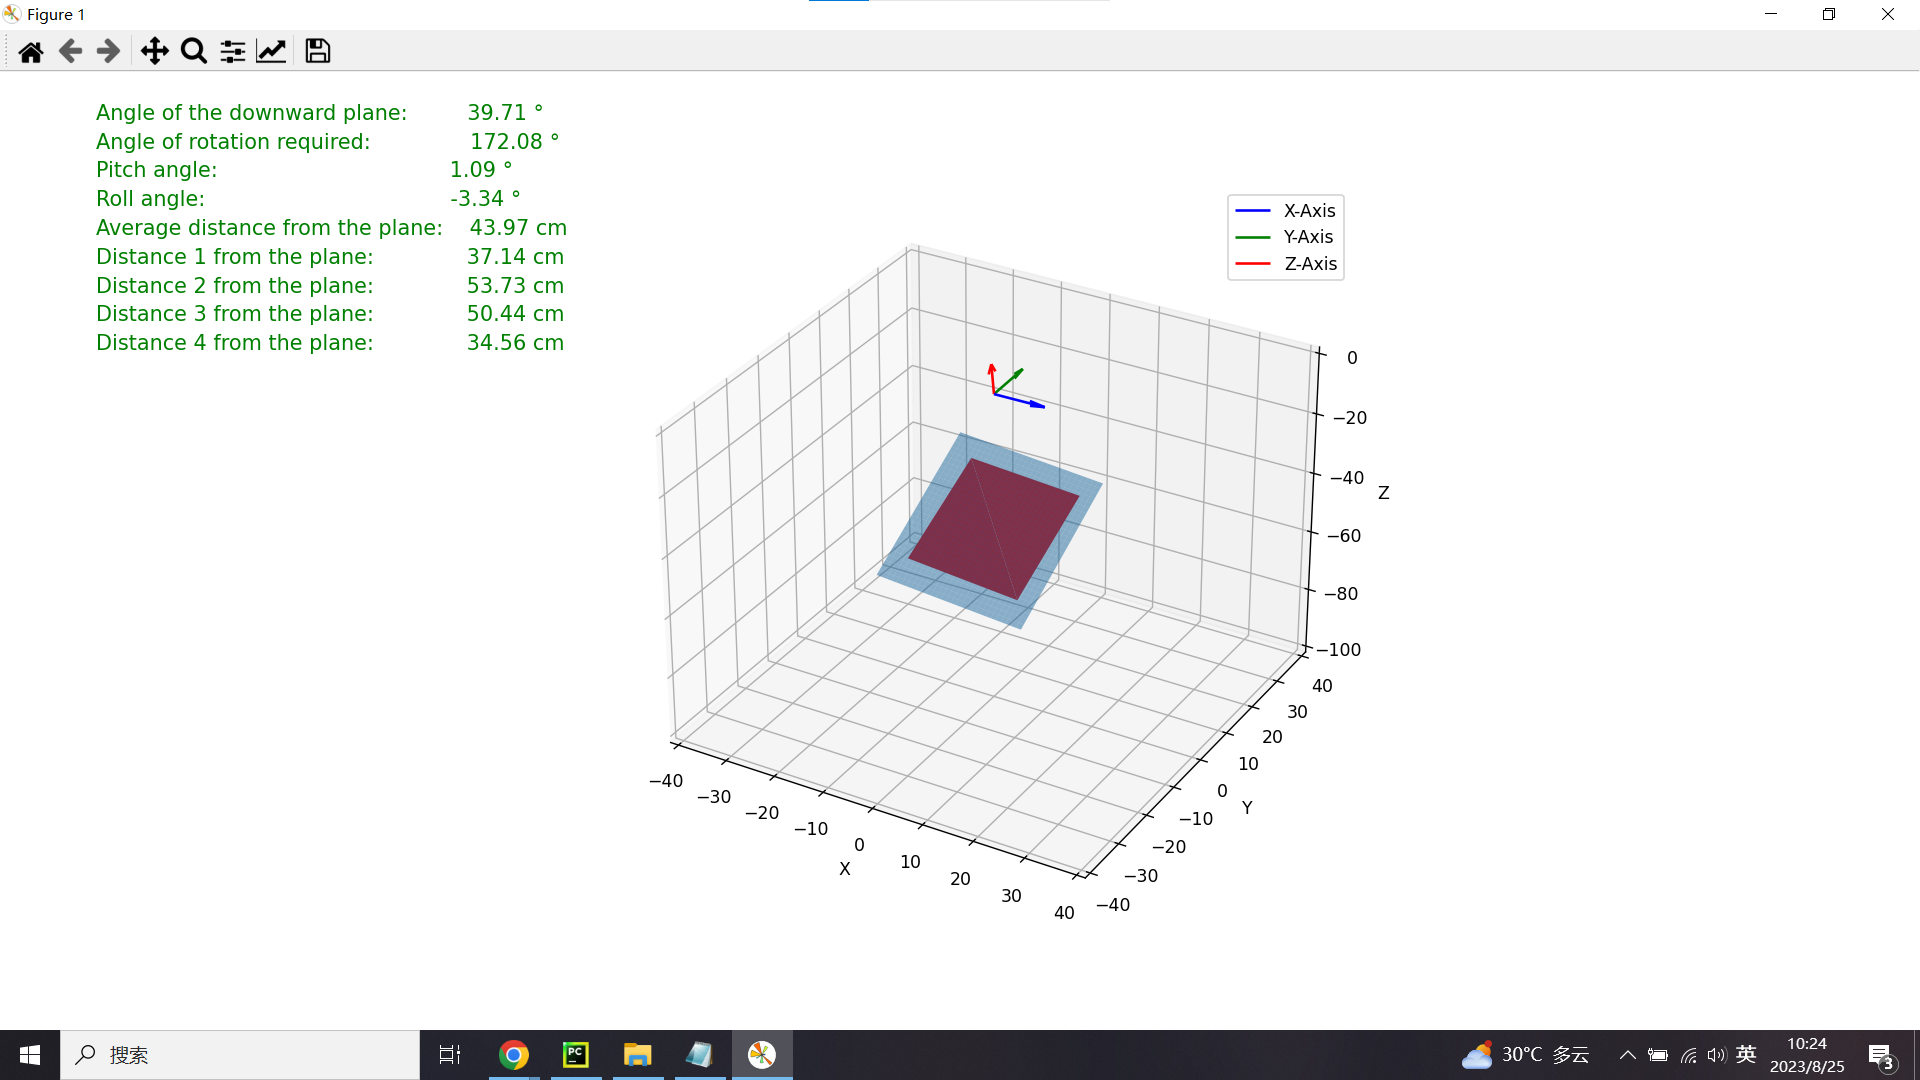 Figure 1
Angle of the downward plane: 39.71 °
Angle of rotation required: 172.08 °
Pitch angle: 1.09 °
Roll angle: -3.34 °
Average distance from the plane: 43.97 cm
Distance 1 from the plane: 37.14 cm
Distance 2 from the plane: 53.73 cm
Distance 3 from the plane: 50.44 cm
Distance 4 from the plane: 34.56 cm
X-Axis
Y-Axis
Z-Axis
0
−20
−40
Z
−60
−80
−100
40
30
20
10
0
Y
−10
−20
−30
−40
−40
−30
−20
−10
0
X
10
20
30
40
搜索
PC
30°C 多云
英
10:24
2023/8/25
3